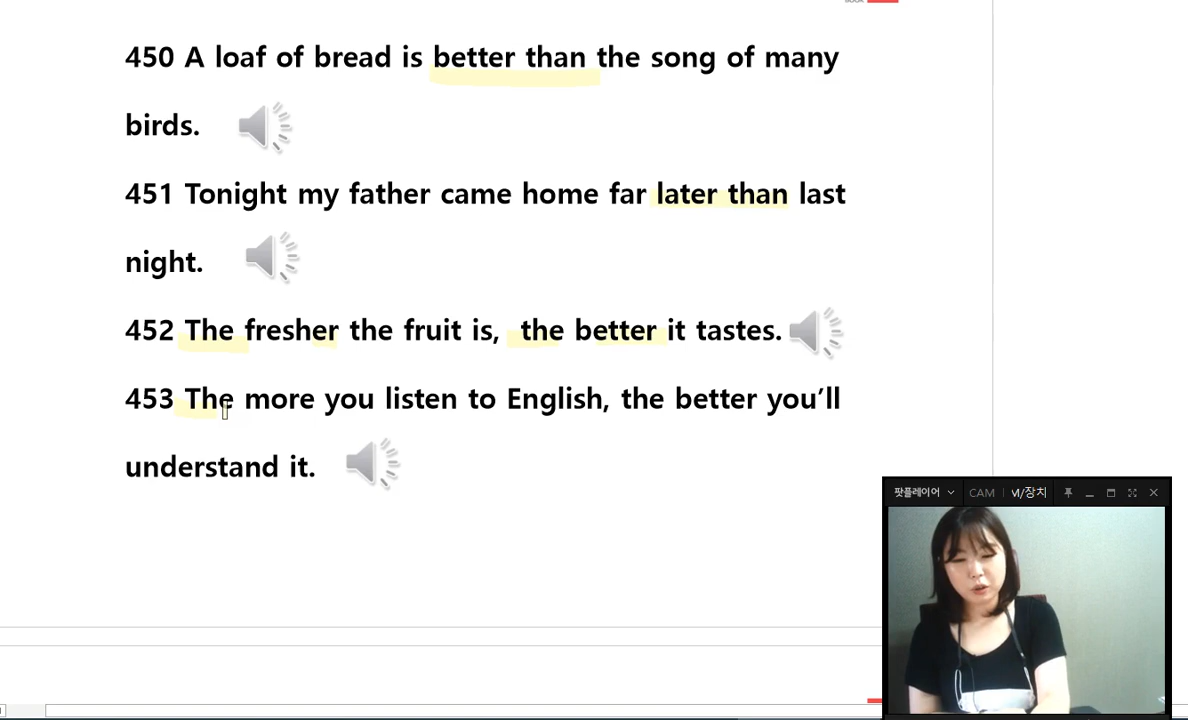 450 A loaf of bread is better than the song of many
birds.
451 Tonight my father came home far later than last
night.
452 The fresher the fruit is, the better it tastes.
453 The more you listen to English, the better you’ll
understand it.
팟플레이어 CAM 장치